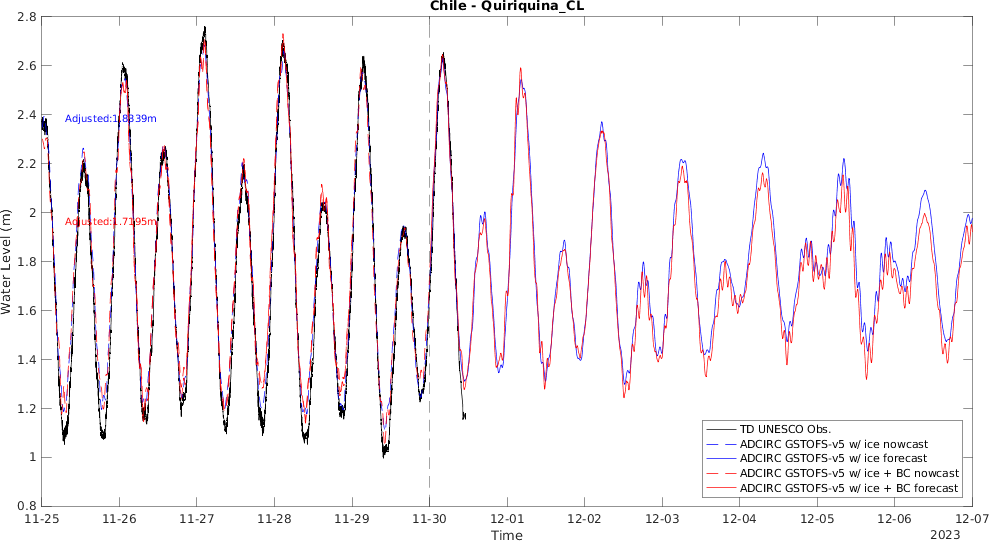 Chile - Quiriquina_CL
2.8
2.6
2.4
2.2
2
1.8
1.6
1.4
1.2
1
0.8
Water Level (m)
Adjusted:1.8339m
Adjusted:1.7195m
TD UNESCO Obs.
ADCIRC GSTOFS-v5 w/ ice nowcast
ADCIRC GSTOFS-v5 w/ ice forecast
ADCIRC GSTOFS-v5 w/ ice + BC nowcast
ADCIRC GSTOFS-v5 w/ ice + BC forecast
11-25 11-26 11-27 11-28 11-29 11-30 12-01 12-02 12-03 12-04 12-05 12-06 12-07
Time
2023